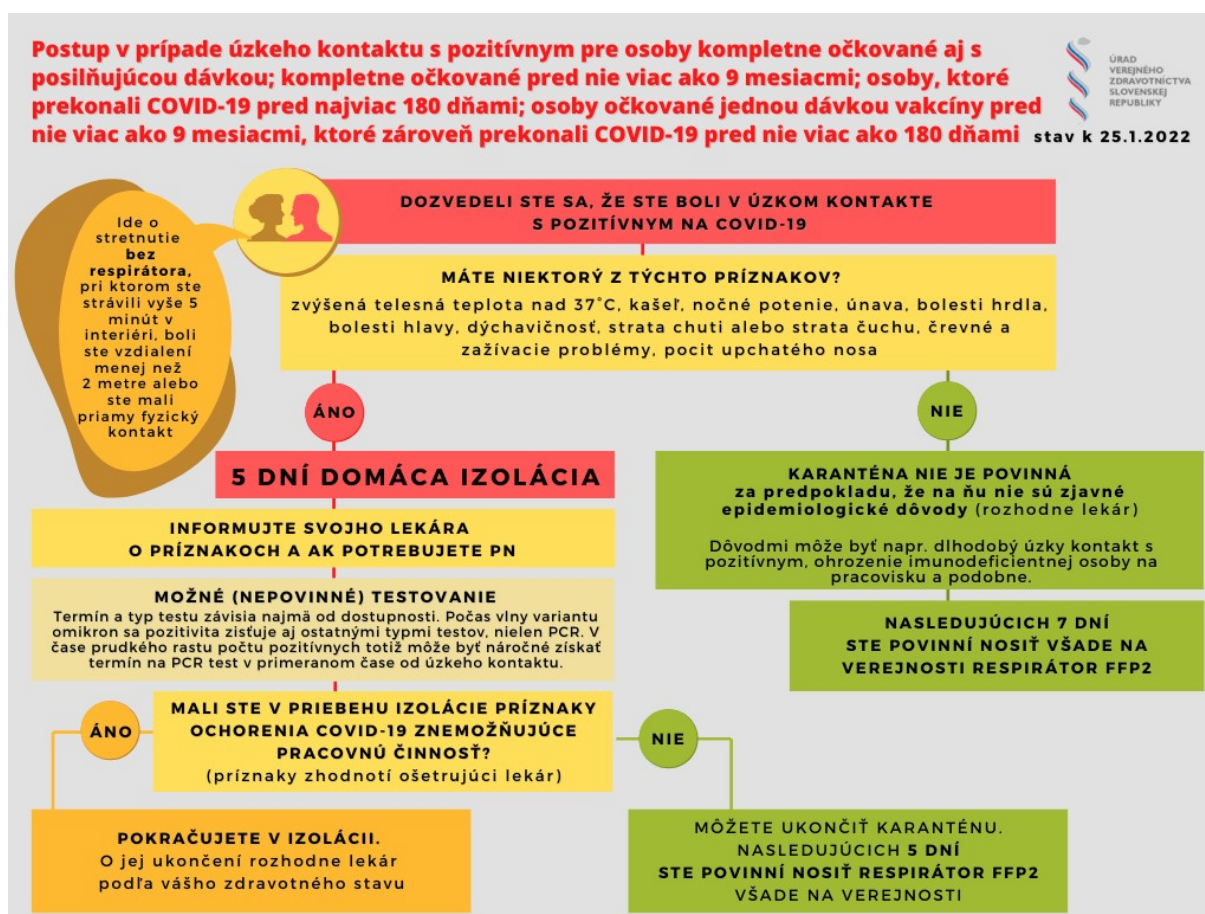 Postup v prípade úzkeho kontaktu s pozitívnym pre osoby kompletne očkované aj s
posilňujúcou dávkou; kompletne očkované pred nie viac ako 9 mesiacmi; osoby, ktoré
prekonali COVID-19 pred najviac 180 dňami; osoby očkované jednou dávkou vakcíny pred
nie viac ako 9 mesiacmi, ktoré zároveň prekonali COVID-19 pred nie viac ako 180 dňami
ÚRAD
VEREJNÉHO
ZDRAVOTNÍCTVA
SLOVENSKEJ
REPUBLIKY
stav k 25.1.2022
Ide o
stretnutie
bez
respirátora,
pri ktorom ste
strávili vyše 5
minút v
interiéri, boli
ste vzdialení
menej než
2 metre alebo
ste mali
priamy fyzický
kontakt
DOZVEDELI STE SA, ŽE STE BOLI V ÚZKOM KONTAKTE
S POZITÍVNYM NA COVID-19
MÁTE NIEKTORÝ Z TÝCHTO PRÍZNAKOV?
zvýšená telesná teplota nad 37°C, kašeľ, nočné potenie, únava, bolesti hrdla,
bolesti hlavy, dýchavičnosť, strata chuti alebo strata čuchu, črevné a
zažívacie problémy, pocit upchatého nosa
ÁNO
NIE
5 DNÍ DOMÁCA IZOLÁCIA
INFORMUJTE SVOJHO LEKÁRA
O PRÍZNAKOCH A AK POTREBUJETE PN
MOŽNÉ (NEPOVINNÉ) TESTOVANIE
Termín a typ testu závisia najmä od dostupnosti. Počas vlny variantu
omikron sa pozitivita zisťuje aj ostatnými typmi testov, nielen PCR. V
čase prudkého rastu počtu pozitívnych totiž môže byť náročné získať
termín na PCR test v primeranom čase od úzkeho kontaktu.
KARANTÉNA NIE JE POVINNÁ
za predpokladu, že na ňu nie sú zjavné
epidemiologické dôvody (rozhodne lekár)
Dôvodmi môže byť napr. dlhodobý úzky kontakt s
pozitívnym, ohrozenie imunodeficientnej osoby na
pracovisku a podobne.
NASLEDUJÚCICH 7 DNÍ
STE POVINNÍ NOSIŤ VŠADE NA
VEREJNOSTI RESPIRÁTOR FFP2
MALI STE V PRIEBEHU IZOLÁCIE PRÍZNAKY
OCHORENIA COVID-19 ZNEMOŽŇUJÚCE
PRACOVNÚ ČINNOSŤ?
(príznaky zhodnotí ošetrujúci lekár)
ÁNO
NIE
POKRAČUJETE V IZOLÁCII.
O jej ukončení rozhodne lekár
podľa vášho zdravotného stavu
MÔŽETE UKONČIŤ KARANTÉNU.
NASLEDUJÚCICH 5 DNÍ
STE POVINNÍ NOSIŤ RESPIRÁTOR FFP2
VŠADE NA VEREJNOSTI